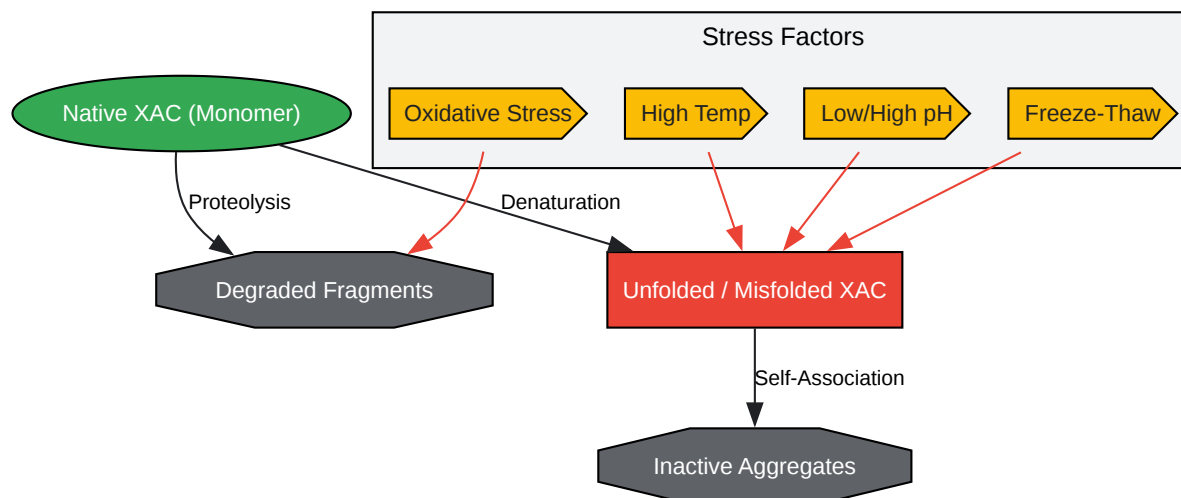 Stress Factors
Native XAC (Monomer)
Oxidative Stress
High Temp
Low/High pH
Freeze-Thaw
Proteolysis
Denaturation
Degraded Fragments
Unfolded / Misfolded XAC
Self-Association
Inactive Aggregates